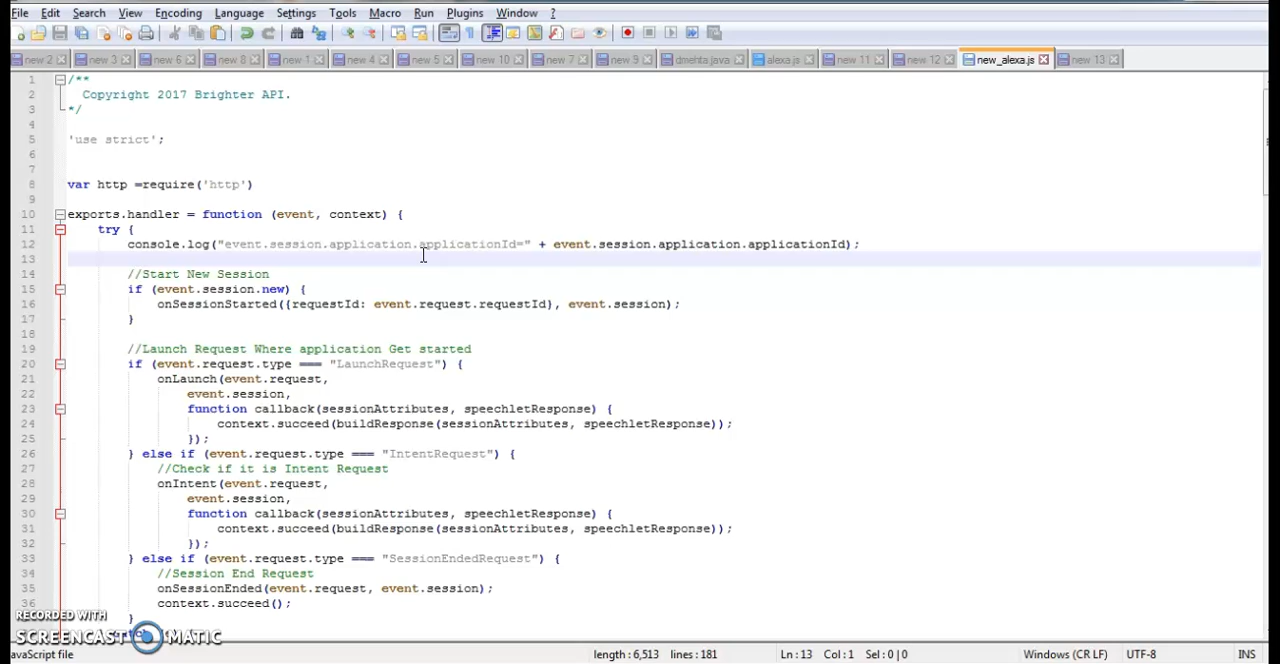 File Edit Search View Encoding Language Settings Tools Macro Run Plugins Window ?
new 2 new 3 new 6 new 8 new 1 new 4 new 5 new 10 new 7 new 9 dmehta.java alexa.js new 11 new 12 new_alexa.js new 13
1 /**
2 Copyright 2017 Brighter API.
3 */
4
5 'use strict';
6
7
8 var http =require('http')
9
10 exports.handler = function (event, context) {
11 try {
12 console.log("event.session.application.applicationId=" + event.session.application.applicationId);
13
14 //Start New Session
15 if (event.session.new) {
16 onSessionStarted({requestId: event.request.requestId}, event.session);
17 }
18
19 //Launch Request Where application Get started
20 if (event.request.type === "LaunchRequest") {
21 onLaunch(event.request,
22 event.session,
23 function callback(sessionAttributes, speechletResponse) {
24 context.succeed(buildResponse(sessionAttributes, speechletResponse));
25 });
26 } else if (event.request.type === "IntentRequest") {
27 //Check if it is Intent Request
28 onIntent(event.request,
29 event.session,
30 function callback(sessionAttributes, speechletResponse) {
31 context.succeed(buildResponse(sessionAttributes, speechletResponse));
32 });
33 } else if (event.request.type === "SessionEndedRequest") {
34 //Session End Request
35 onSessionEnded(event.request, event.session);
36 context.succeed();
}
RECORDED WITH
SCREENCAST MATIC
avaScript file length : 6,513 lines : 181 Ln : 13 Col : 1 Sel : 0 | 0 Windows (CR LF) UTF-8 INS